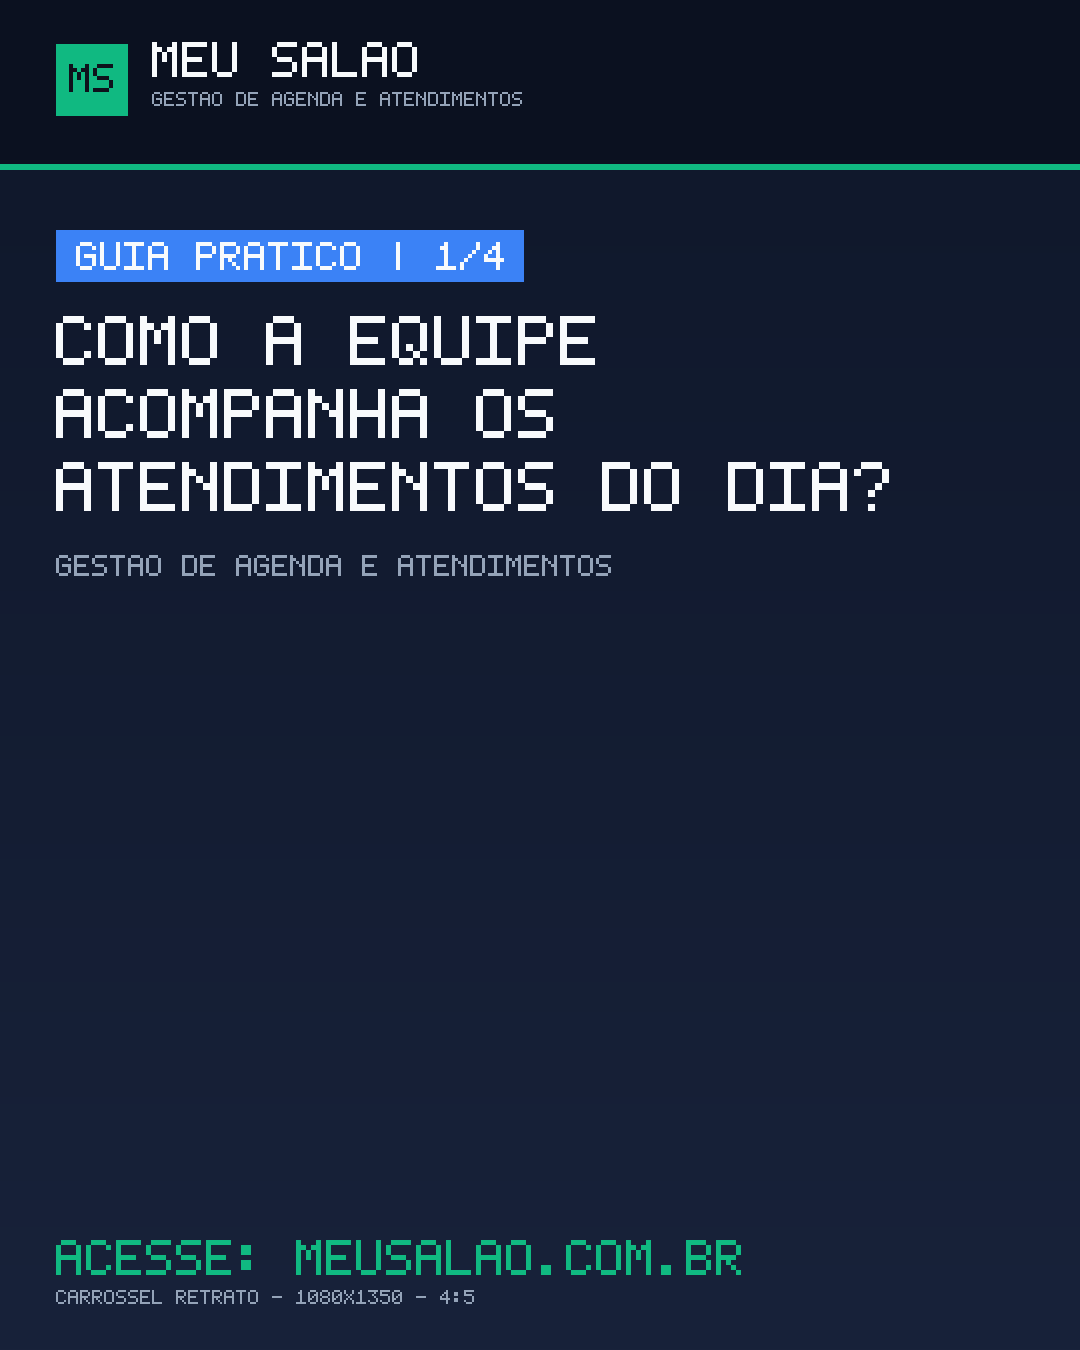 MS
MEU SALAO
GESTAO DE AGENDA E ATENDIMENTOS
GUIA PRATICO | 1/4
COMO A EQUIPE
ACOMPANHA OS
ATENDIMENTOS DO DIA?
GESTAO DE AGENDA E ATENDIMENTOS
ACESSE: MEUSALAO.COM.BR
CARROSSEL RETRATO - 1080X1350 - 4:5